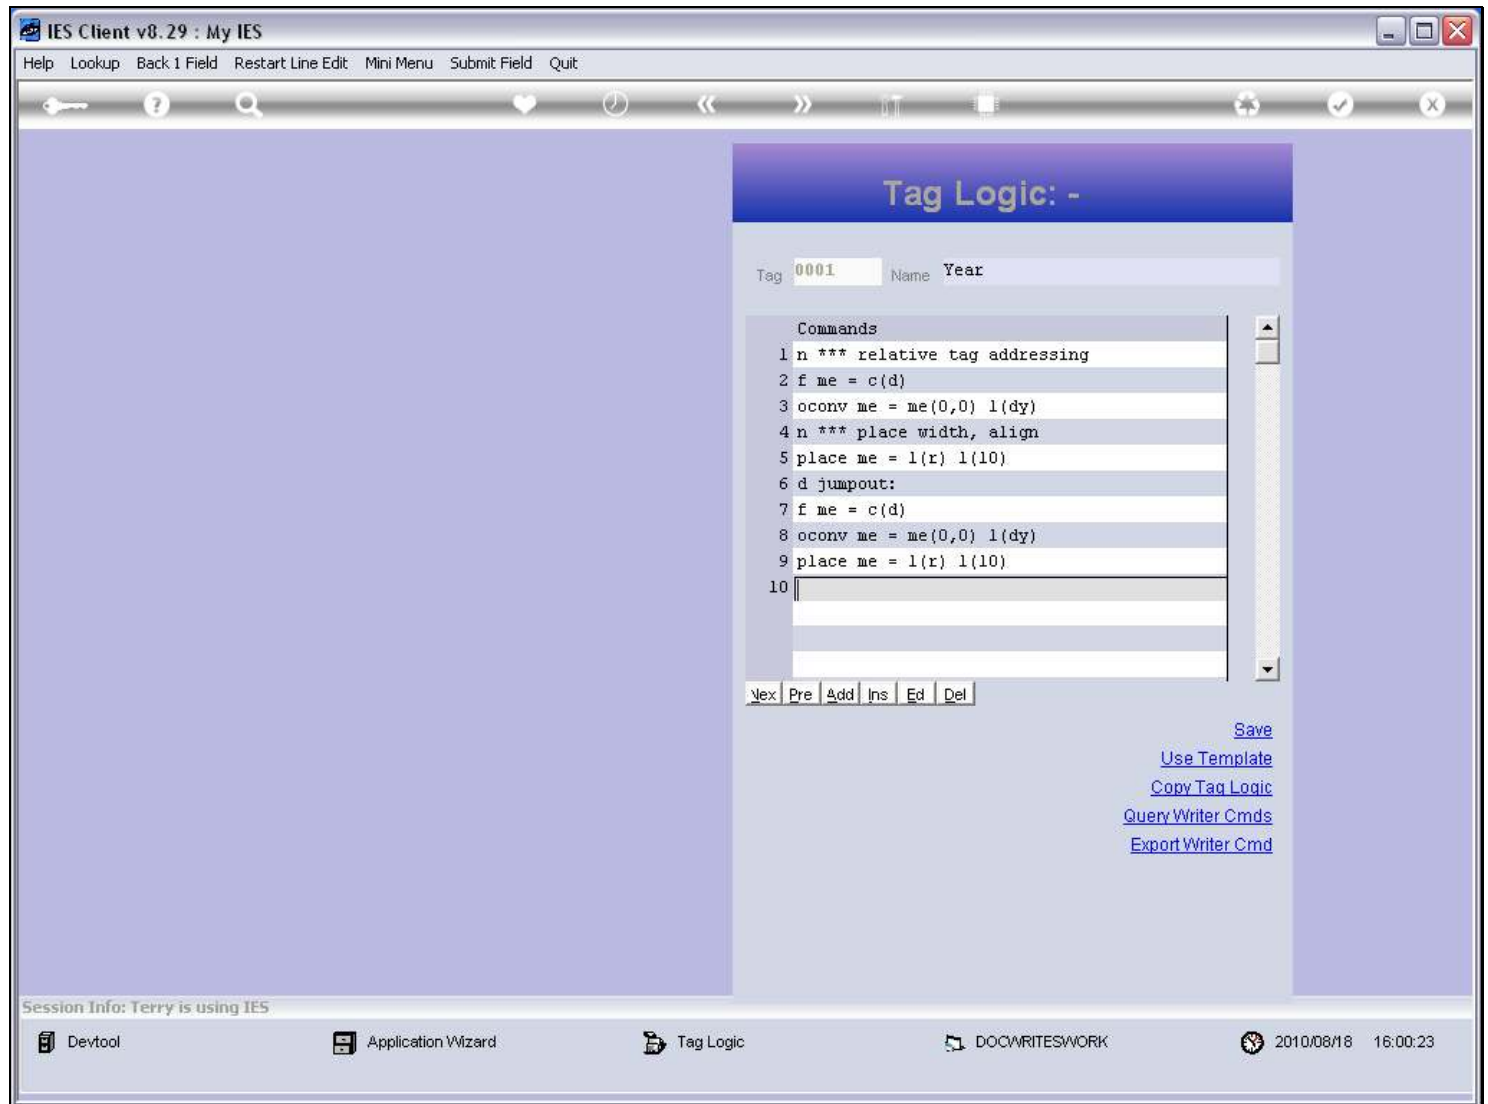 IES Client v8.29 : My IES
Help Lookup Back 1 Field Restart Line Edit Mini Menu Submit Field Quit
Tag Logic: -
Tag 0001 Name Year
Commands
1 n *** relative tag addressing
2 f me = c(d)
3 oconv me = me(0,0) l(dy)
4 n *** place width, align
5 place me = l(r) l(10)
6 d jumpout:
7 f me = c(d)
8 oconv me = me(0,0) l(dy)
9 place me = l(r) l(10)
10
Nex Pre Add Ins Ed Del
Save
Use Template
Copy Tag Logic
Query Writer Cmds
Export Writer Cmd
Session Info: Terry is using IES
Devtool Application Wizard Tag Logic DOCWRITESWORK 2010/08/18 16:00:23